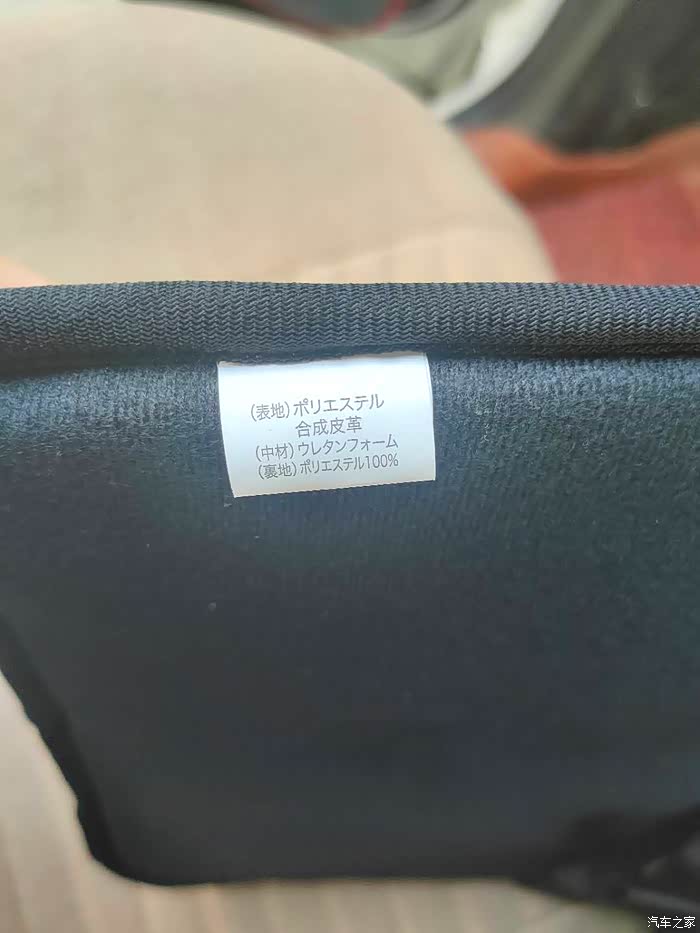 (表地)ポリエステル
合成皮革
(中材)ウレタンフォーム
(裏地)ポリエステル100%
汽车之家